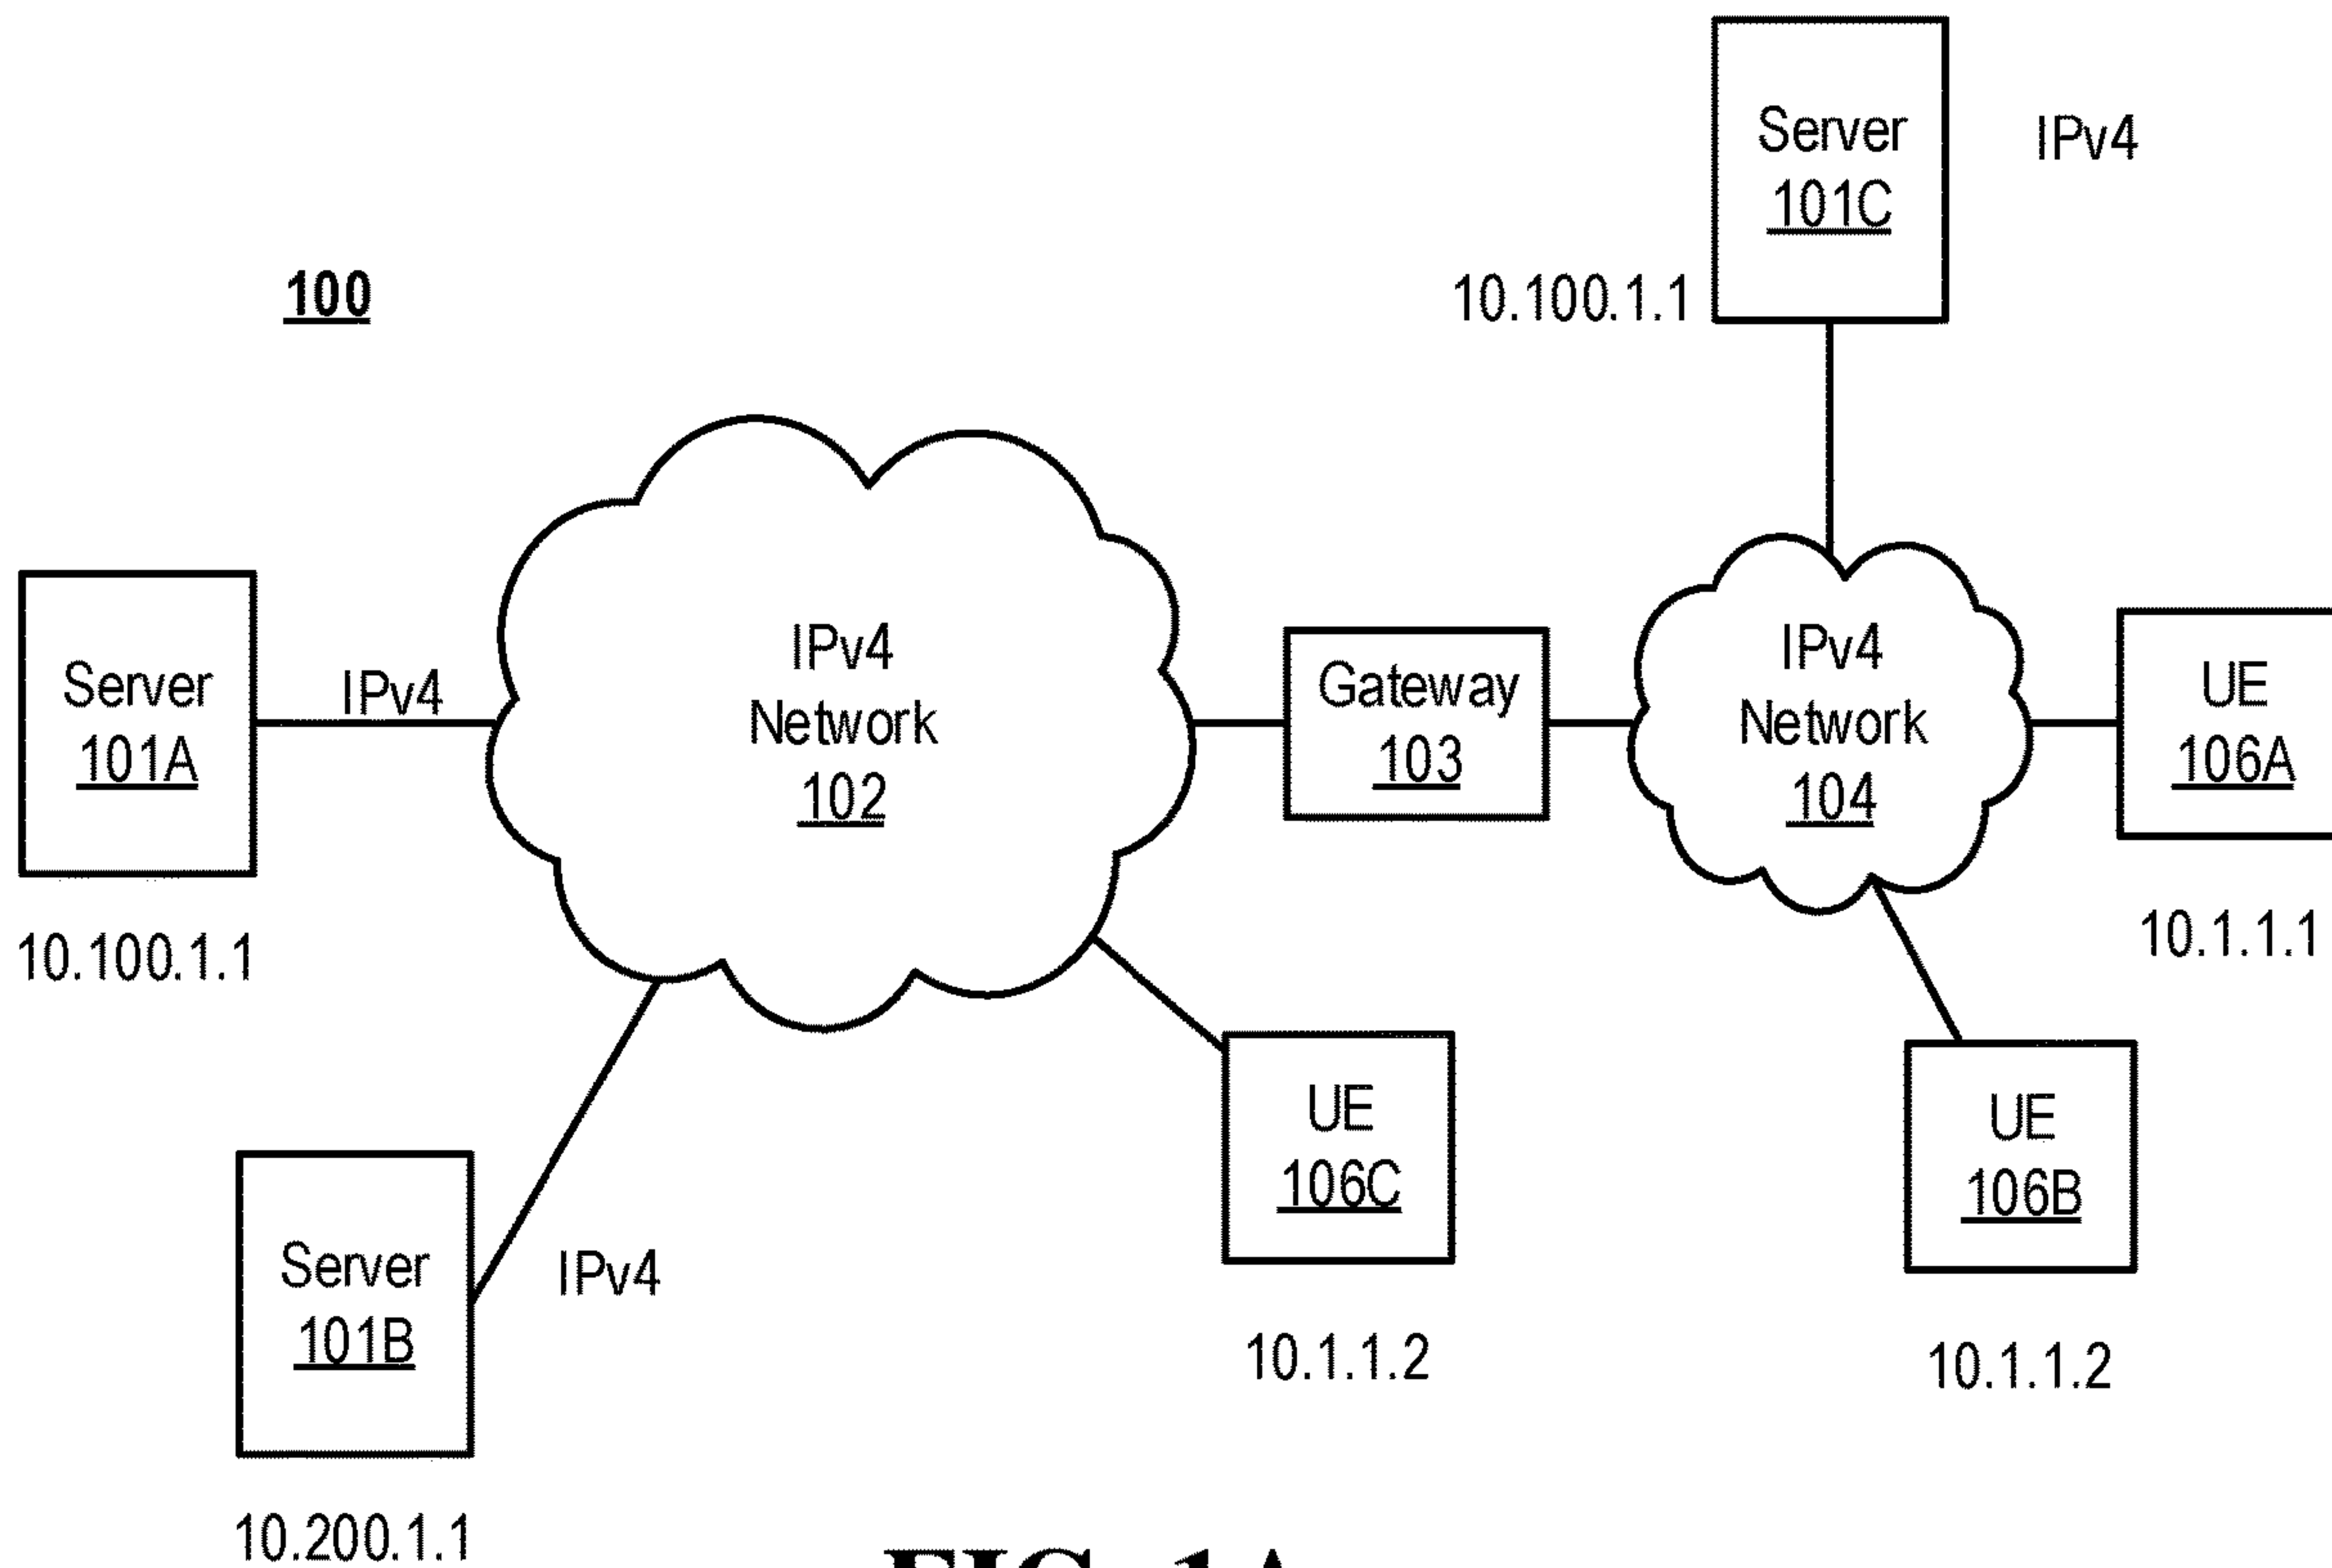 Server
101C
IPv4
10.100.1.1
100
Server
101A
IPv4
10.100.1.1
IPv4
Network
102
Gateway
103
IPv4
Network
104
UE
106A
10.1.1.1
UE
106C
10.1.1.2
UE
106B
10.1.1.2
Server
101B
IPv4
10.200.1.1
FIG. 1A